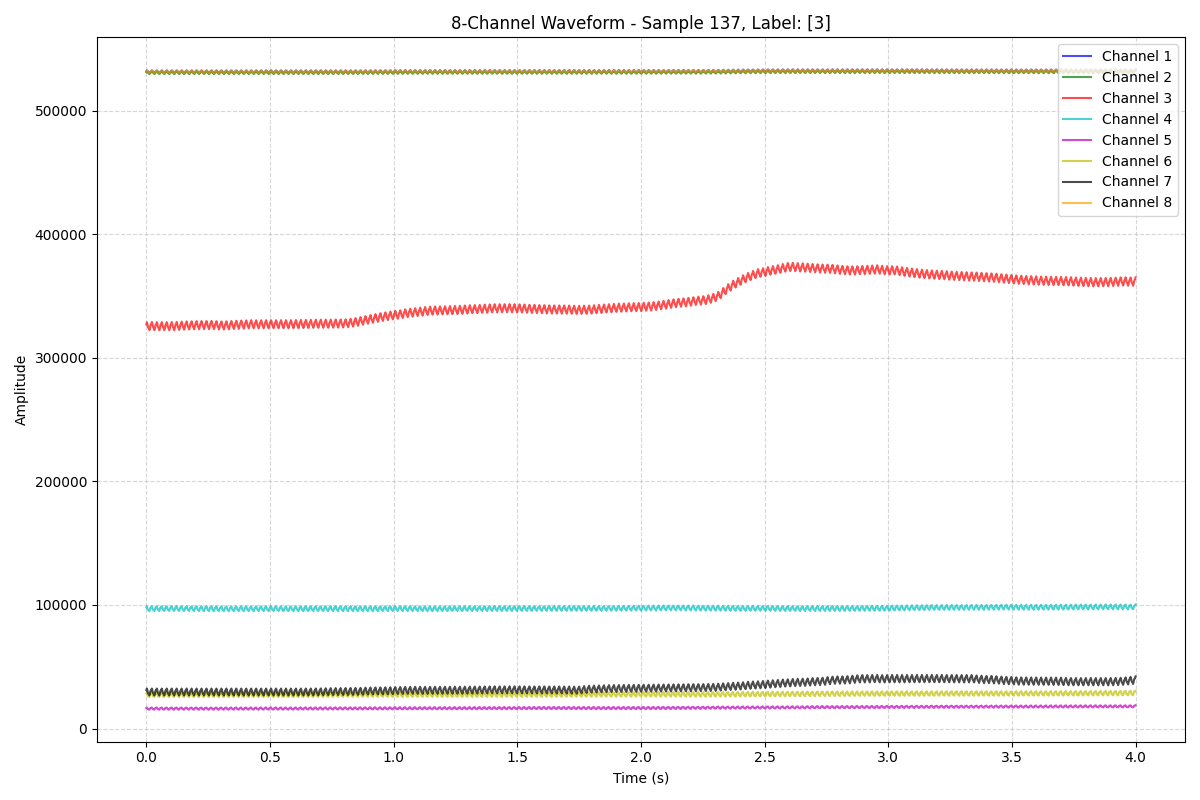 8-Channel Waveform - Sample 137, Label: [3]
Channel 1
Channel 2
Channel 3
Channel 4
Channel 5
Channel 6
Channel 7
Channel 8
500000
400000
300000
200000
100000
0
Amplitude
0.0 0.5 1.0 1.5 2.0 2.5 3.0 3.5 4.0
Time (s)